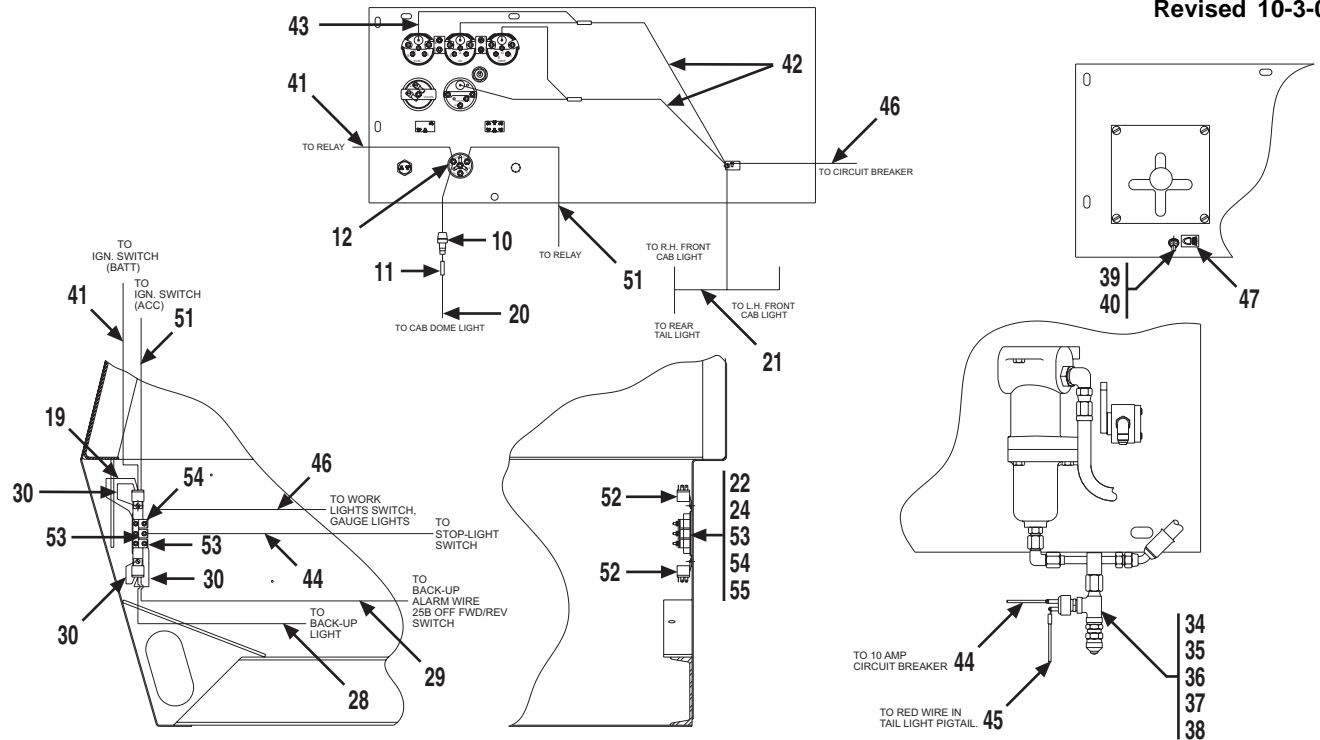 Revised 10-3-0
43
42
41
46
TO RELAY
TO CIRCUIT BREAKER
12
10
11
TO RELAY
51
20
TO CAB DOME LIGHT
TO R.H. FRONT
CAB LIGHT
TO L.H. FRONT
CAB LIGHT
TO REAR
TAIL LIGHT
21
39
40
47
TO
IGN. SWITCH
(BATT)
TO
IGN. SWITCH
(ACC)
41
51
19
30
54
46
TO WORK
LIGHTS SWITCH,
GAUGE LIGHTS
53
53
TO
STOP-LIGHT
SWITCH
44
30
30
TO
BACK-UP
ALARM WIRE
25B OFF FWD/REV
SWITCH
TO
BACK-UP
LIGHT
29
28
52
52
22
24
53
54
55
TO 10 AMP
CIRCUIT BREAKER
44
TO RED WIRE IN
TAIL LIGHT PIGTAIL.
45
34
35
36
37
38